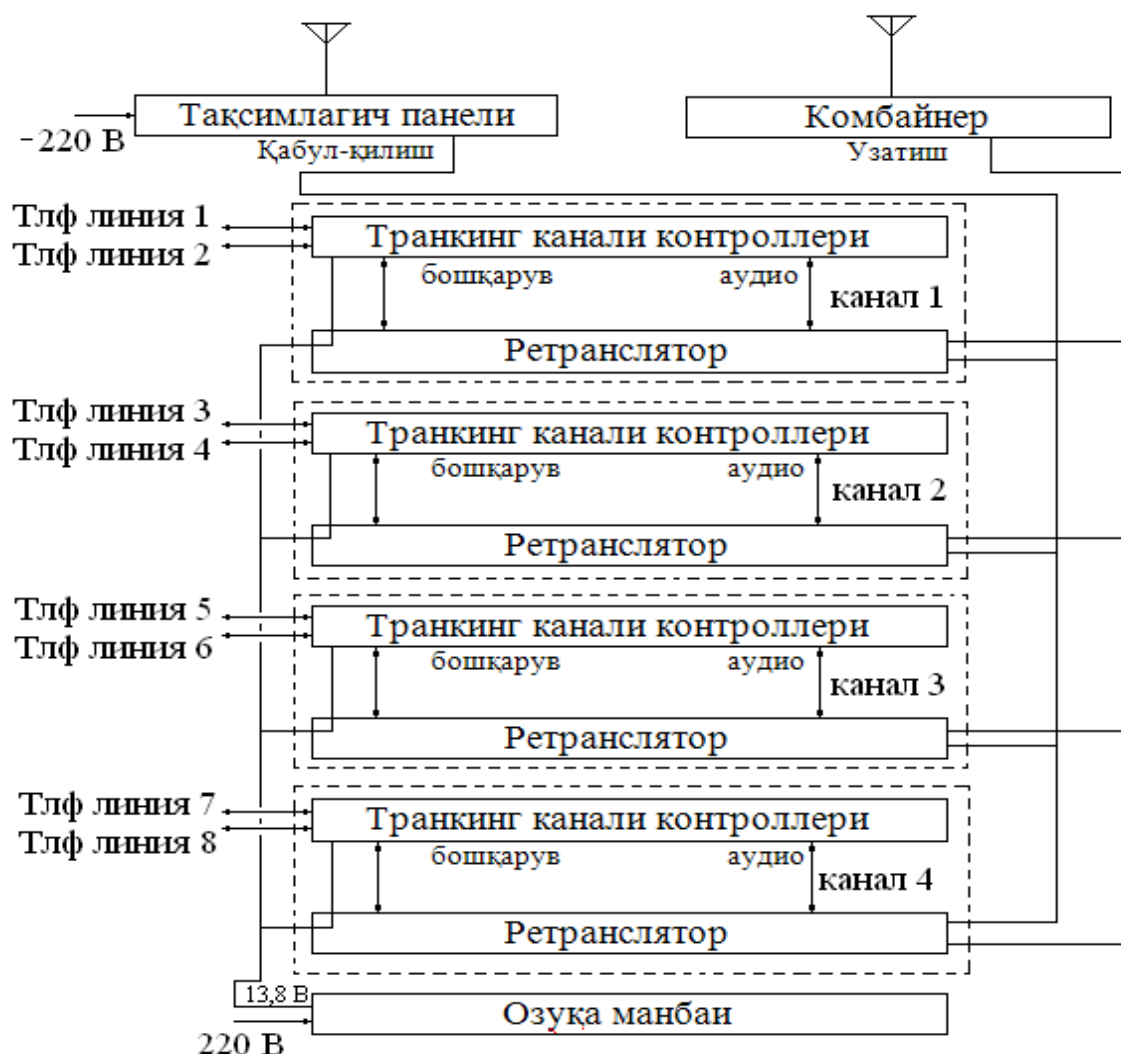 Тақсимлагич панели
Комбайнер
~220 В
Қабул-қилиш
Узатиш
Тлф линия 1
Тлф линия 2
Транкинг канали контроллери
бошқарув
аудио
канал 1
Ретранслятор
Тлф линия 3
Тлф линия 4
Транкинг канали контроллери
бошқарув
аудио
канал 2
Ретранслятор
Тлф линия 5
Тлф линия 6
Транкинг канали контроллери
бошқарув
аудио
канал 3
Ретранслятор
Тлф линия 7
Тлф линия 8
Транкинг канали контроллери
бошқарув
аудио
канал 4
Ретранслятор
13,8 В
Озуқа манбаи
220 В